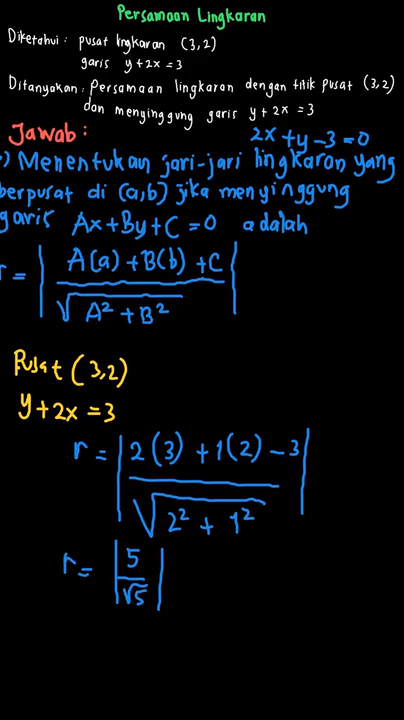 Persamaan Lingkaran
Diketahui : pusat lingkaran (3,2)
garis y+2x=3
Ditanyakan : Persamaan lingkaran dengan titik pusat (3,2)
dan menyinggung garis y+2x=3
Jawab:
2x+y-3=0
) Menentukan jari-jari lingkaran yang
berpusat di (a,b) jika menyinggung
garis Ax+By+C=0 adalah
r = | A(a)+B(b)+C / √A²+B² |
Pusat (3,2)
y+2x=3
r = | 2(3)+1(2)-3 / √2²+1² |
r = | 5/√5 |